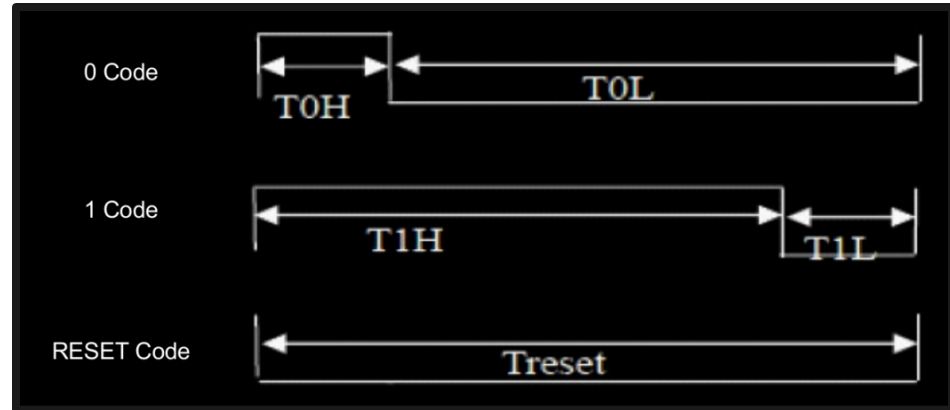 0 Code
T0H
T0L
1 Code
T1H
T1L
RESET Code
Treset